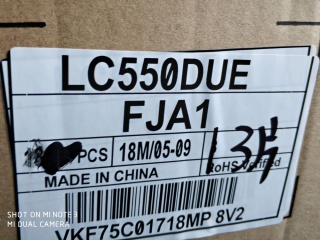 LC550DUE
FJA1
PCS 18M/05-09 13片
RoHS Verified
MADE IN CHINA
VKF75C01718MP 8V2
SHOT ON MI NOTE 3
MI DUAL CAMERA